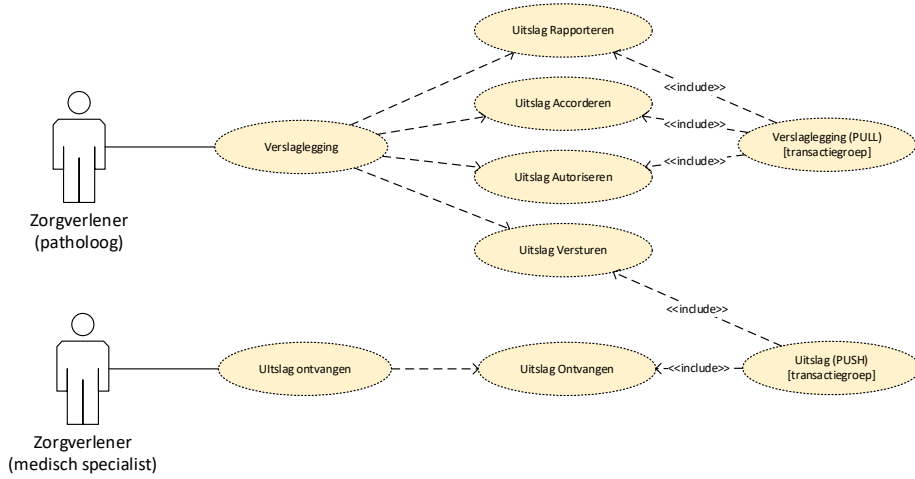 Uitslag Rapporteren
<<include>>
Uitslag Accorderen
<<include>>
Verslaglegging
Verslaglegging (PULL)
[transactiegroep]
<<include>>
Uitslag Autoriseren
Zorgverlener
(patholoog)
Uitslag Versturen
<<include>>
UItslag ontvangen
Uitslag Ontvangen
<<include>>
Uitslag (PUSH)
[transactiegroep]
Zorgverlener
(medisch specialist)